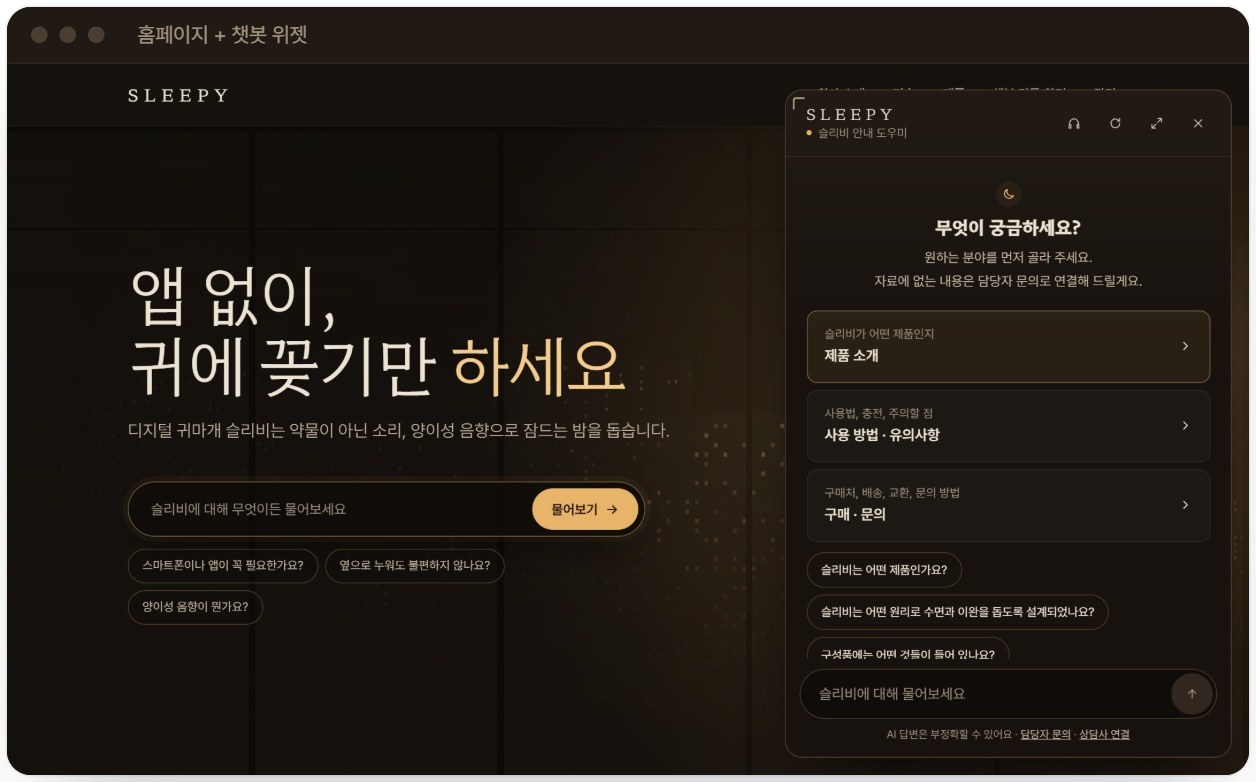 홈페이지 + 챗봇 위젯
SLEEPY
앱 없이,
귀에 꽂기만 하세요
디지털 귀마개 슬리비는 약물이 아닌 소리, 양이성 음향으로 잠드는 밤을 돕습니다.
슬리비에 대해 무엇이든 물어보세요
물어보기 →
스마트폰이나 앱이 꼭 필요한가요?
옆으로 누워도 불편하지 않나요?
양이성 음향이 뭔가요?
SLEEPY
슬리비 안내 도우미
무엇이 궁금하세요?
원하는 분야를 먼저 골라 주세요.
자료에 없는 내용은 담당자 문의로 연결해 드릴게요.
슬리비가 어떤 제품인지
제품 소개
사용법, 충전, 주의할 점
사용 방법 · 유의사항
구매처, 배송, 교환, 문의 방법
구매 · 문의
슬리비는 어떤 제품인가요?
슬리비는 어떤 원리로 수면과 이완을 돕도록 설계되었나요?
구성품에는 어떤 것들이 들어 있나요?
슬리비에 대해 물어보세요
AI 답변은 부정확할 수 있어요 · 담당자 문의 · 상담사 연결